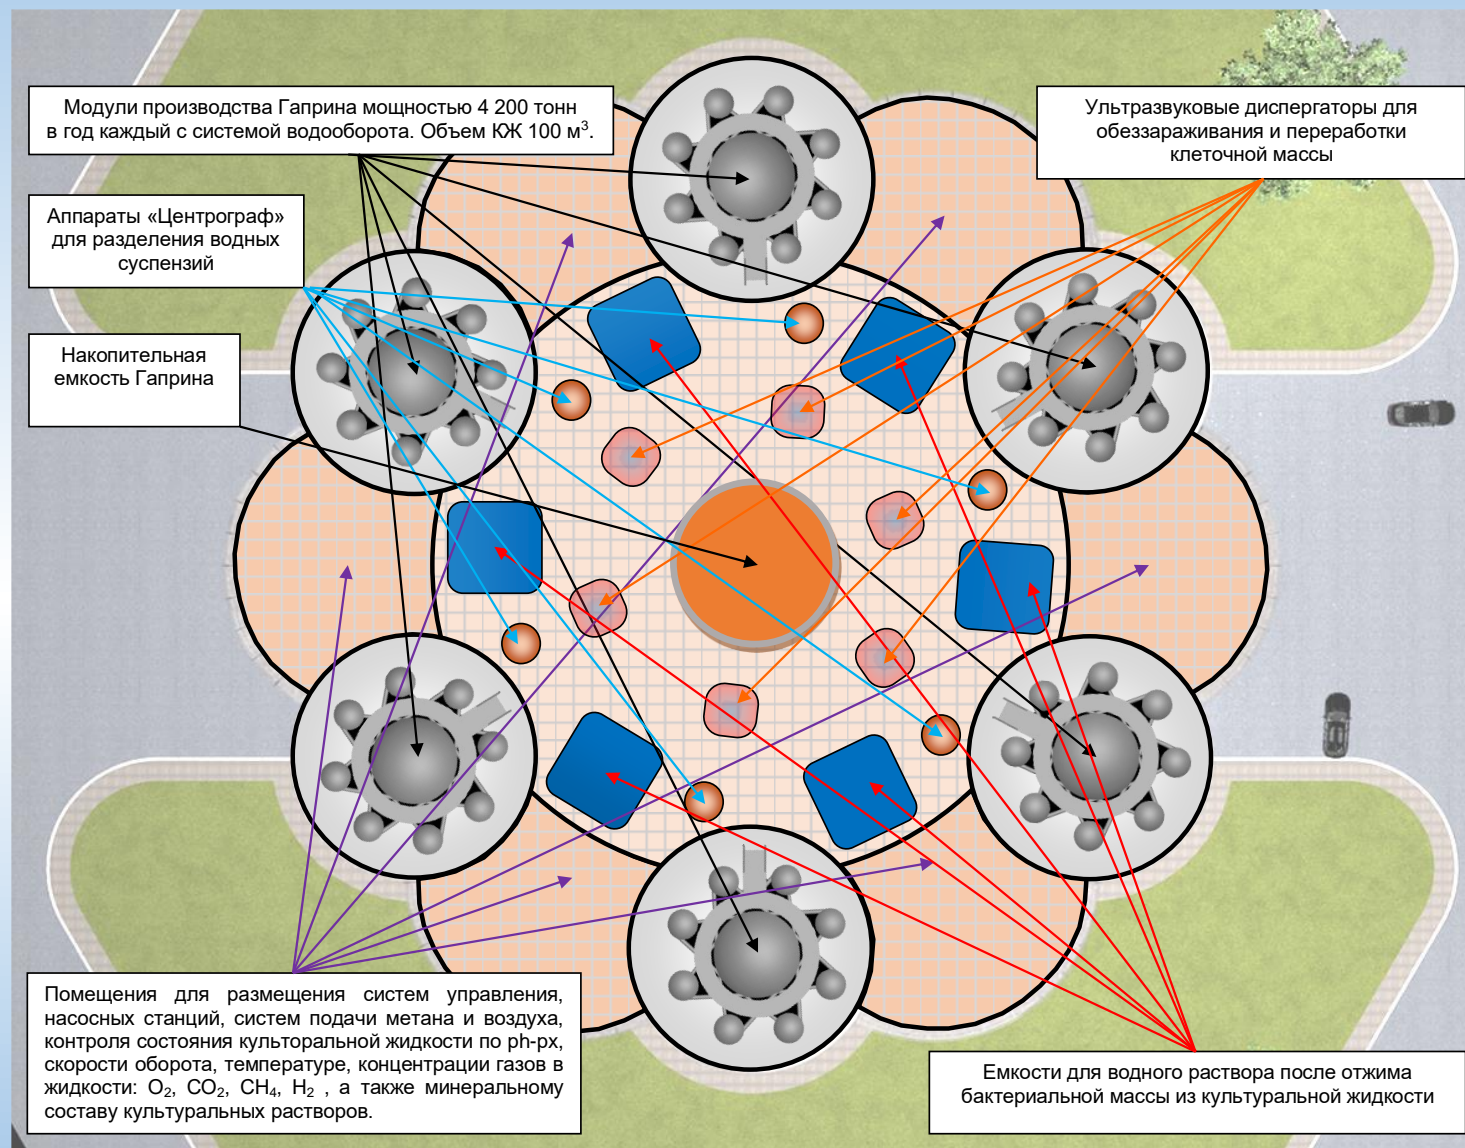 Модули производства Гаприна мощностью 4 200 тонн
в год каждый с системой водооборота. Объем КЖ 100 м³.
Ультразвуковые диспергаторы для
обеззараживания и переработки
клеточной массы
Аппараты «Центрограф»
для разделения водных
суспензий
Накопительная
емкость Гаприна
Помещения для размещения систем управления,
насосных станций, систем подачи метана и воздуха,
контроля состояния культоральной жидкости по ph-px,
скорости оборота, температуре, концентрации газов в
жидкости: O₂, CO₂, CH₄, H₂ , а также минеральному
составу культуральных растворов.
Емкости для водного раствора после отжима
бактериальной массы из культуральной жидкости